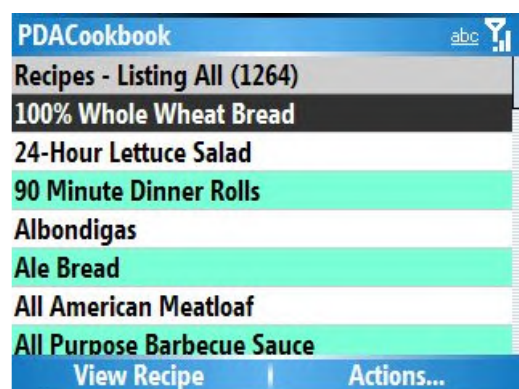 PDACookbook abc
Recipes - Listing All (1264)
100% Whole Wheat Bread
24-Hour Lettuce Salad
90 Minute Dinner Rolls
Albondigas
Ale Bread
All American Meatloaf
All Purpose Barbecue Sauce
View Recipe Actions...